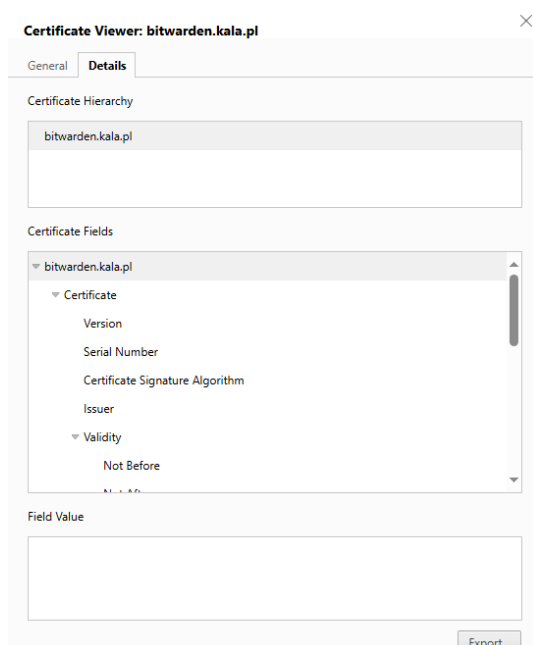 Certificate Viewer: bitwarden.kala.pl
General Details
Certificate Hierarchy
bitwarden.kala.pl
Certificate Fields
bitwarden.kala.pl
Certificate
Version
Serial Number
Certificate Signature Algorithm
Issuer
Validity
Not Before
Field Value
Export...